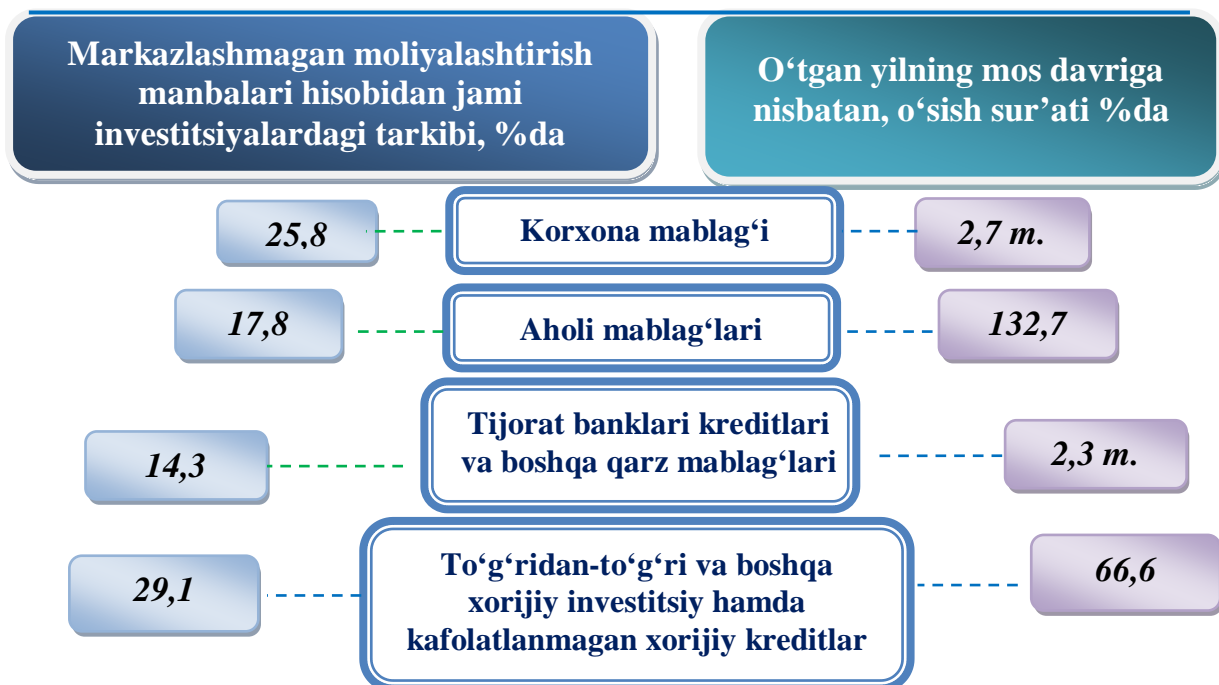 Markazlashmagan moliyalashtirish
manbalari hisobidan jami
investitsiyalardagi tarkibi, %da
O‘tgan yilning mos davriga
nisbatan, o‘sish sur’ati %da
25,8
Korxona mablag‘i
2,7 m.
17,8
Aholi mablag‘lari
132,7
14,3
Tijorat banklari kreditlari
va boshqa qarz mablag‘lari
2,3 m.
29,1
To‘g‘ridan-to‘g‘ri va boshqa
xorijiy investitsiy hamda
kafolatlanmagan xorijiy kreditlar
66,6